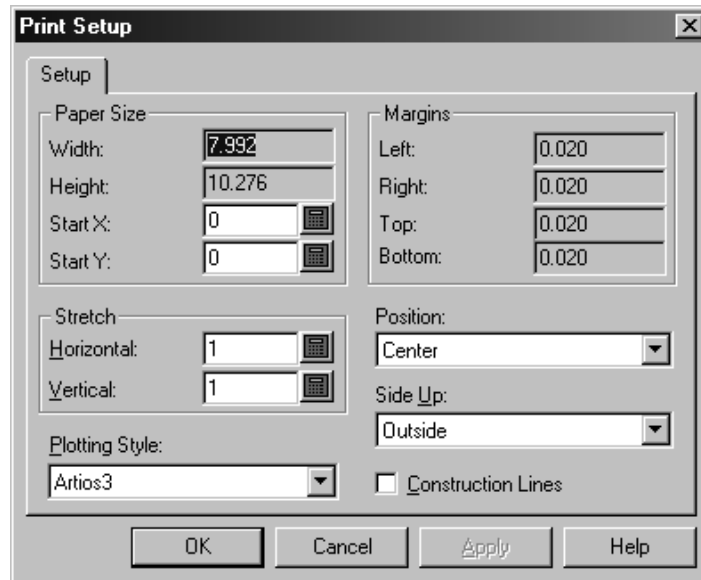 Print Setup
Setup
Paper Size
Width: 7.992
Height: 10.276
Start X: 0
Start Y: 0
Margins
Left: 0.020
Right: 0.020
Top: 0.020
Bottom: 0.020
Stretch
Horizontal: 1
Vertical: 1
Position:
Center
Side Up:
Outside
Plotting Style:
Artios3
Construction Lines
OK Cancel Apply Help